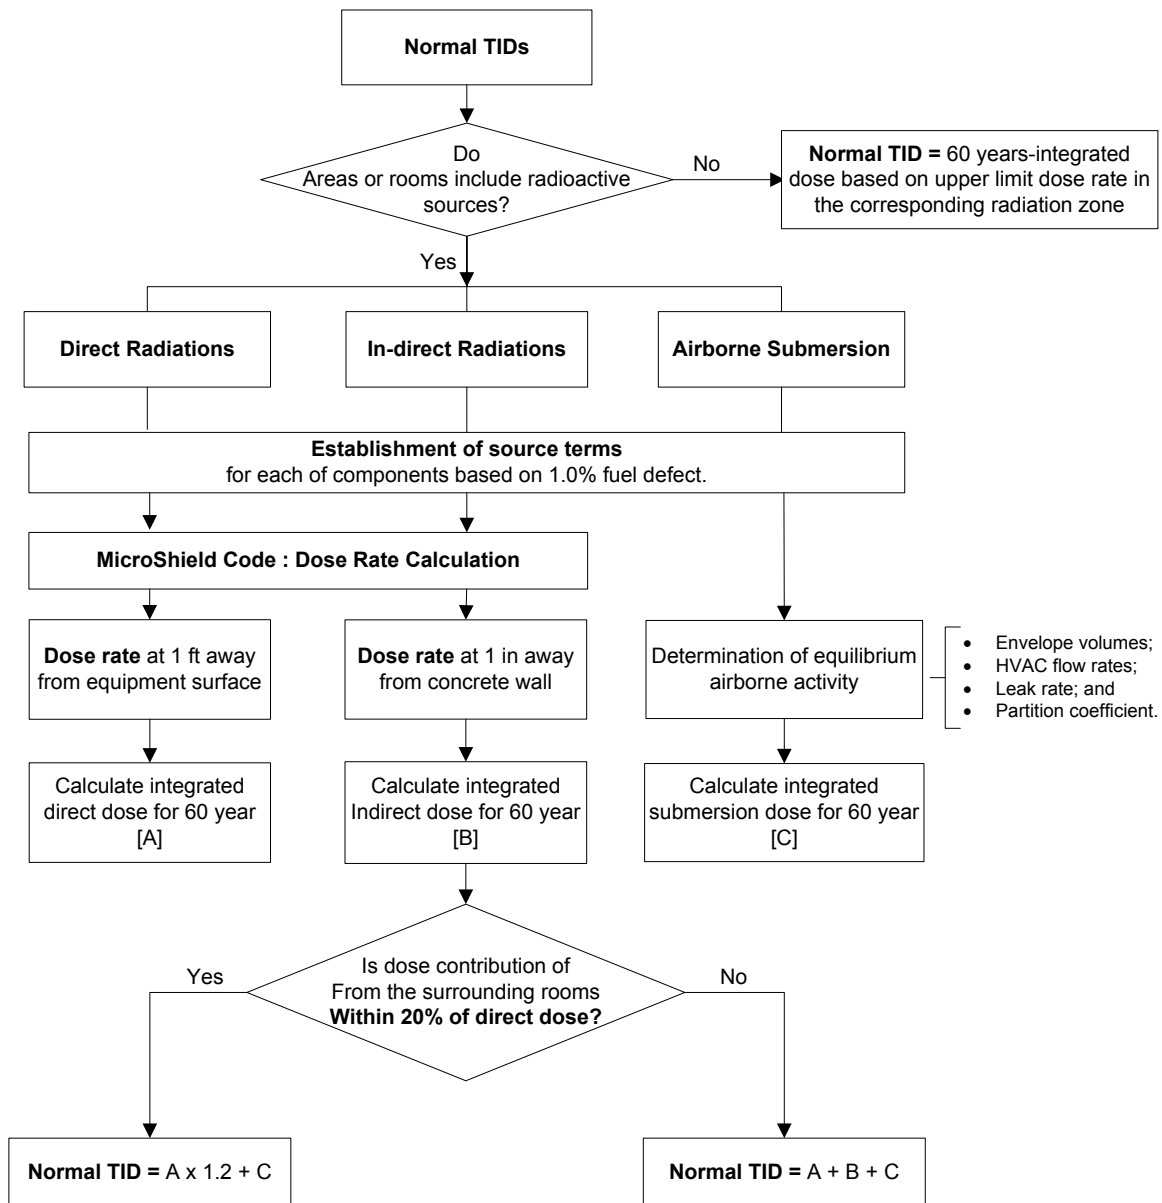 Normal TIDs
Do
Areas or rooms include radioactive
sources?
No
Normal TID = 60 years-integrated
dose based on upper limit dose rate in
the corresponding radiation zone
Yes
Direct Radiations
In-direct Radiations
Airborne Submersion
Establishment of source terms
for each of components based on 1.0% fuel defect.
MicroShield Code : Dose Rate Calculation
Dose rate at 1 ft away
from equipment surface
Dose rate at 1 in away
from concrete wall
Determination of equilibrium
airborne activity
• Envelope volumes;
• HVAC flow rates;
• Leak rate; and
• Partition coefficient.
Calculate integrated
direct dose for 60 year
[A]
Calculate integrated
Indirect dose for 60 year
[B]
Calculate integrated
submersion dose for 60 year
[C]
Yes
Is dose contribution of
From the surrounding rooms
Within 20% of direct dose?
No
Normal TID = A x 1.2 + C
Normal TID = A + B + C